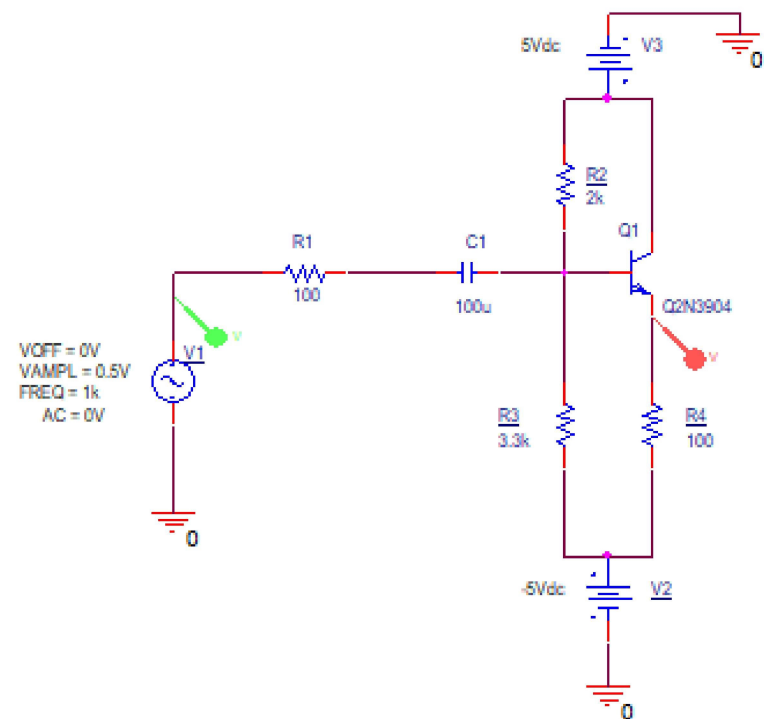 5Vdc
V3
0
R2
2k
Q1
R1
C1
100
100u
Q2N3904
V
V
VOFF = 0V
VAMPL = 0.5V
FREQ = 1k
AC = 0V
V1
R3
3.3k
R4
100
0
-5Vdc
V2
0